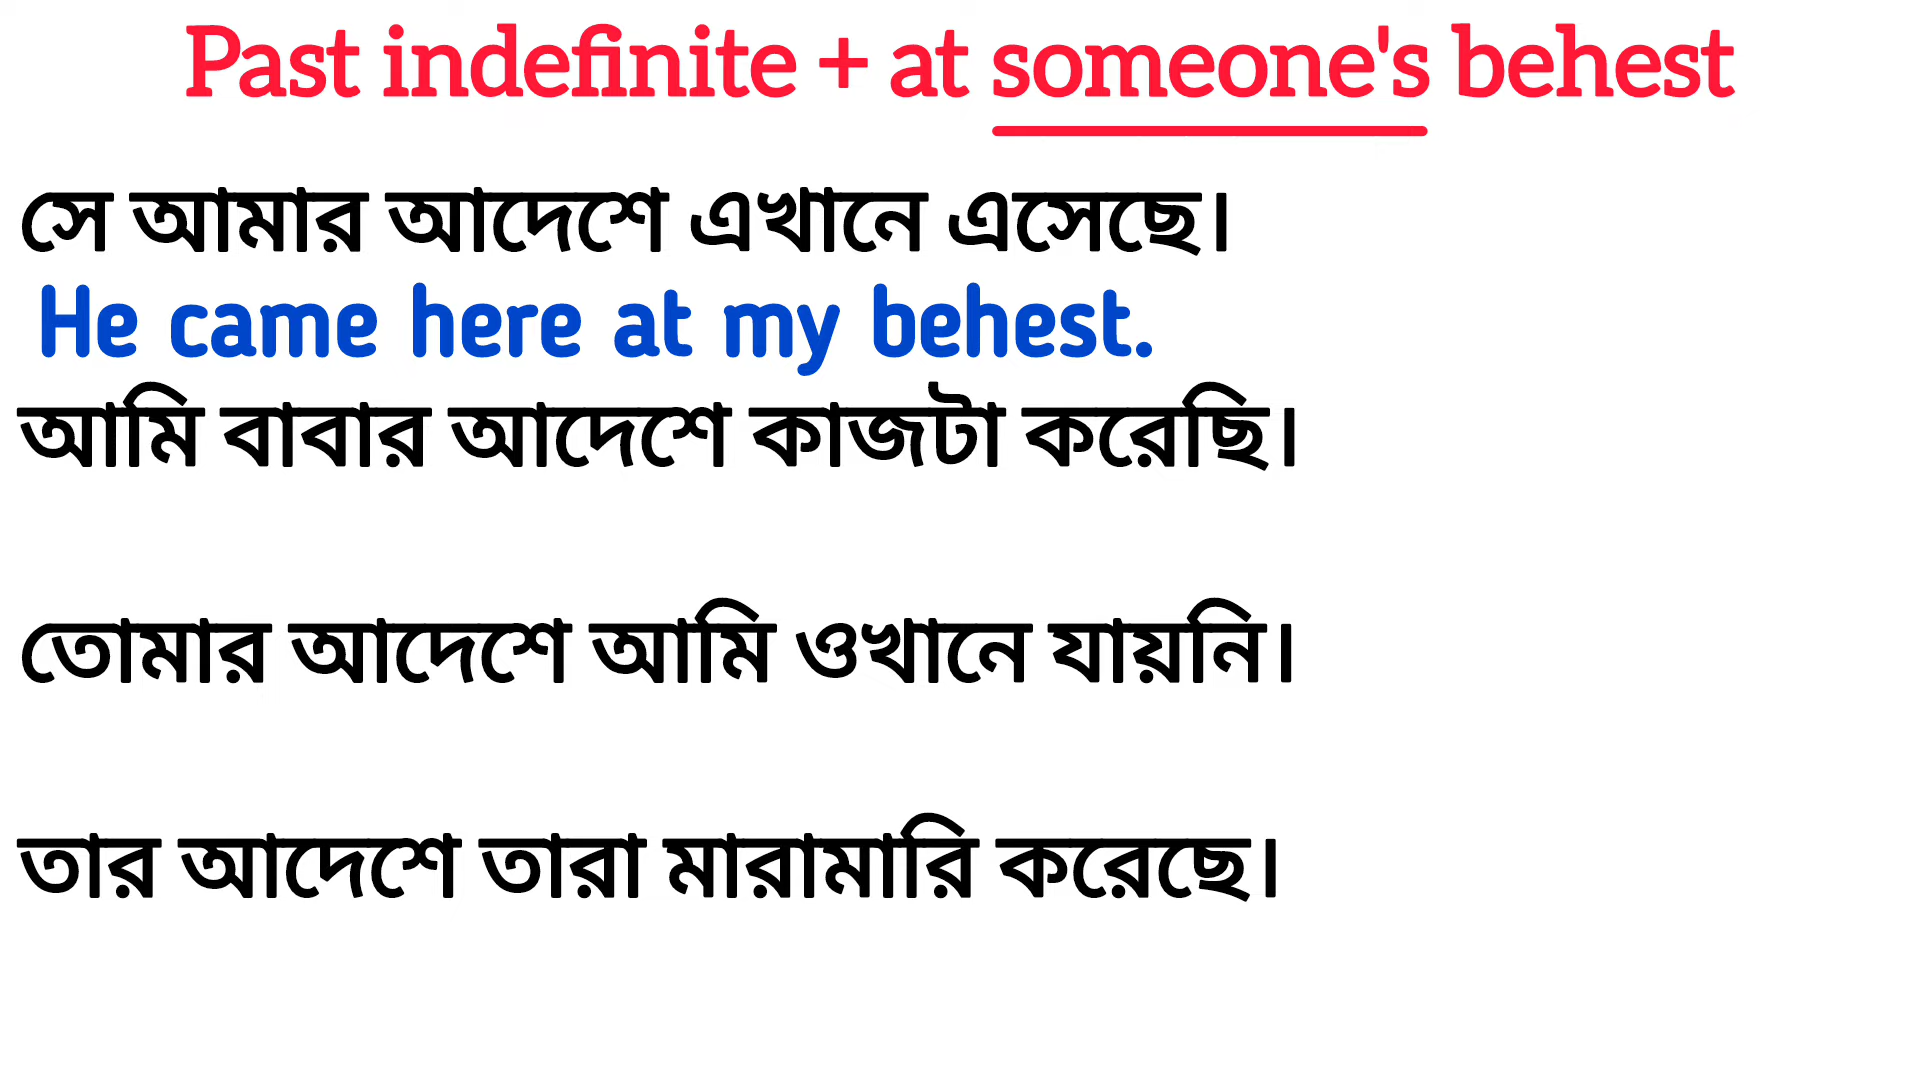 Past indefinite + at someone's behest
সে আমার আদেশে এখানে এসেছে।
He came here at my behest.
আমি বাবার আদেশে কাজটা করেছি।
তোমার আদেশে আমি ওখানে যায়নি।
তার আদেশে তারা মারামারি করেছে।